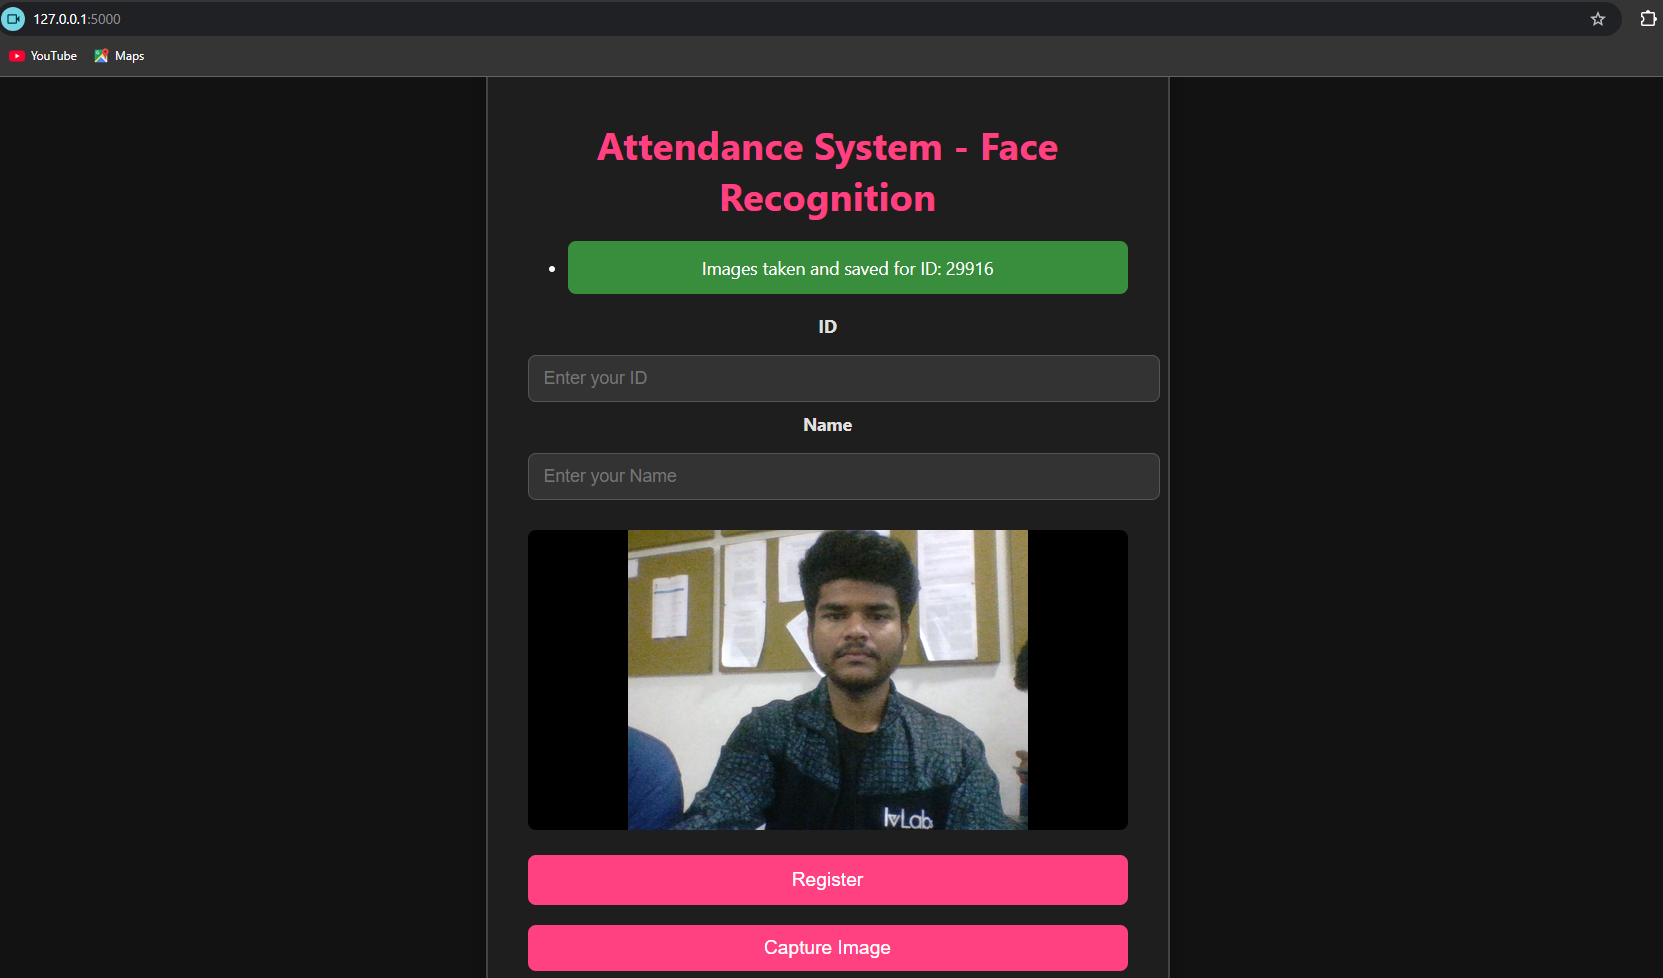 127.0.0.1:5000
YouTube Maps
Attendance System - Face
Recognition
Images taken and saved for ID: 29916
ID
Enter your ID
Name
Enter your Name
IvLabs
Register
Capture Image